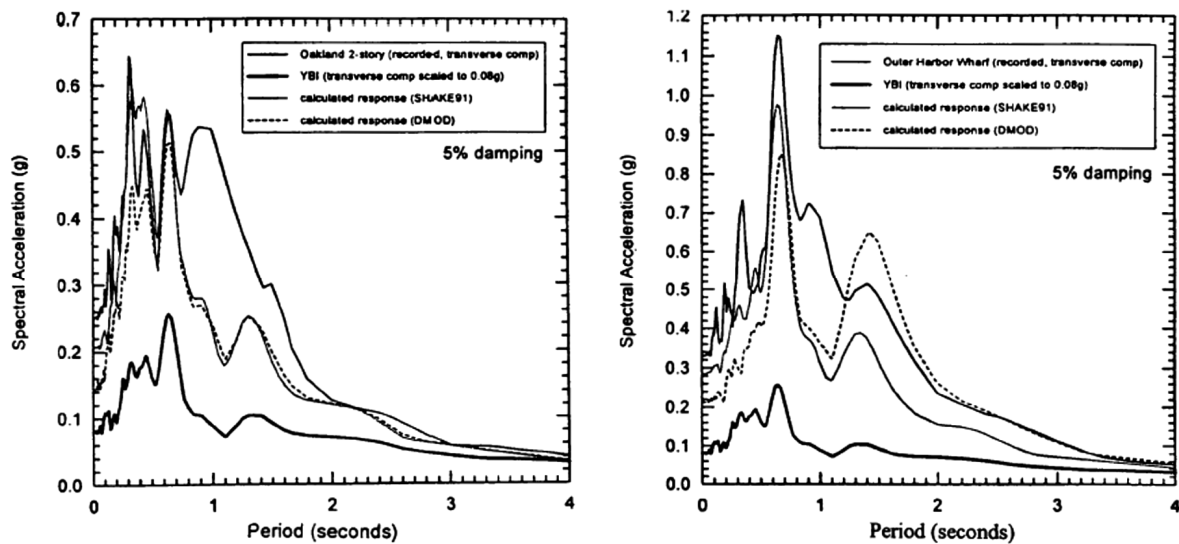 0.7
0.6
0.5
0.4
0.3
0.2
0.1
0.0
Spectral Acceleration (g)
Oakland 2-story (recorded, transverse comp)
YBI (transverse comp scaled to 0.08g)
calculated response (SHAKE91)
calculated response (DMOD)
5% damping
0 1 2 3 4
Period (seconds)
1.2
1.1
1.0
0.9
0.8
0.7
0.6
0.5
0.4
0.3
0.2
0.1
0.0
Spectral Acceleration (g)
Outer Harbor Wharf (recorded, transverse comp)
YBI (transverse comp scaled to 0.08g)
calculated response (SHAKE91)
calculated response (DMOD)
5% damping
0 1 2 3 4
Period (seconds)